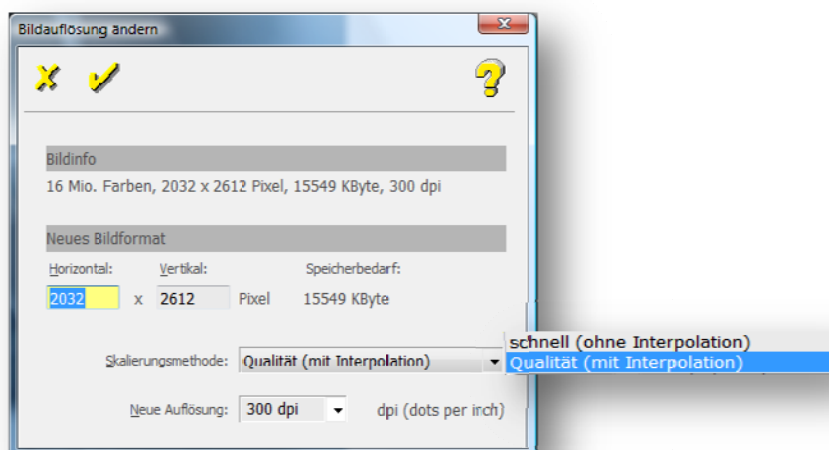 Bildauflösung ändern
Bildinfo
16 Mio. Farben, 2032 x 2612 Pixel, 15549 KByte, 300 dpi
Neues Bildformat
Horizontal: Vertikal: Speicherbedarf:
2032 x 2612 Pixel 15549 KByte
schnell (ohne Interpolation)
Skalierungsmethode: Qualität (mit Interpolation) Qualität (mit Interpolation)
Neue Auflösung: 300 dpi dpi (dots per inch)